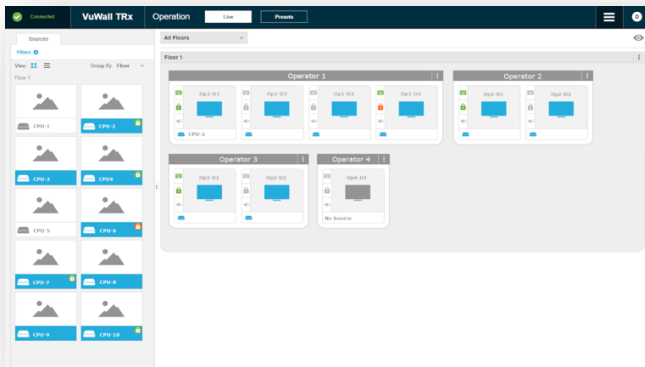 Connected
VuWall TRx
Operation
Live
Presets
D
Sources
Filters
View:
Group By: Floor
Floor 1
CPU-1
CPU-2
CPU-3
CPU4
CPU-5
CPU-6
CPU-7
CPU-8
CPU-9
CPU-10
All Floors
Floor 1
Operator 1
Op1-D1
Op1-D2
Op1-D3
Op1-D4
CPU-2
Operator 2
Op2-D1
Op2-D2
Operator 3
Op3-D1
Op3-D2
Operator 4
Op4-D1
No Source